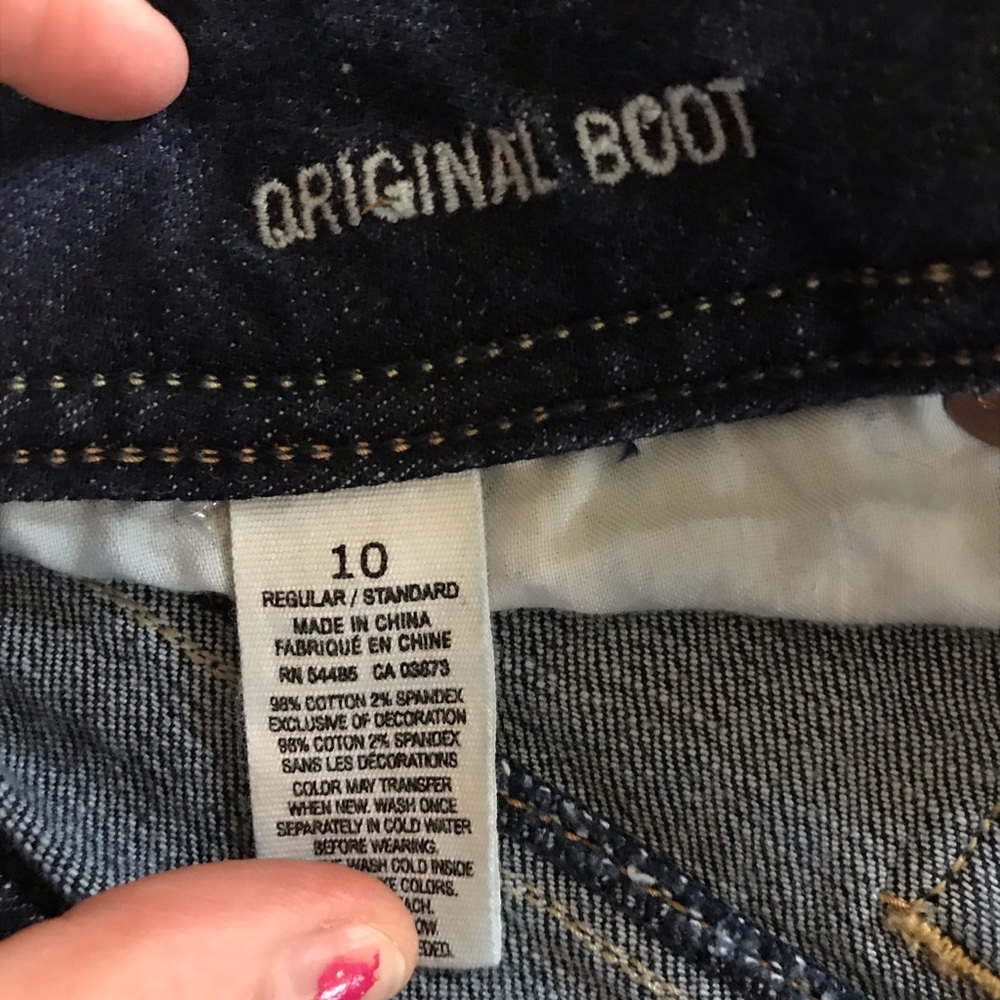 ORIGINAL BOOT
10
REGULAR / STANDARD
MADE IN CHINA
FABRIQUÉ EN CHINE
RN 54485 CA 03673
98% COTTON 2% SPANDEX
EXCLUSIVE OF DECORATION
98% COTON 2% SPANDEX
SANS LES DÉCORATIONS
COLOR MAY TRANSFER
WHEN NEW. WASH ONCE
SEPARATELY IN COLD WATER
BEFORE WEARING.
WASH COLD INSIDE
COLORS.